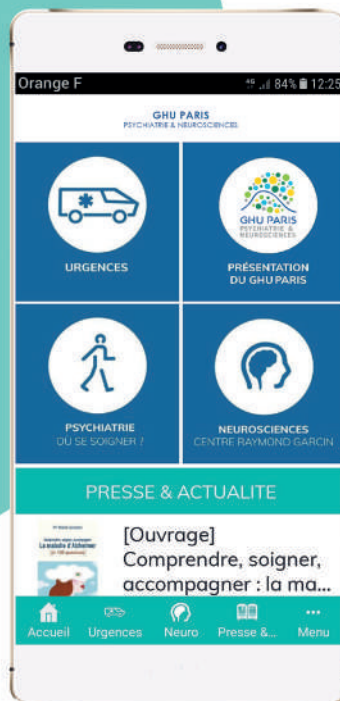 Orange F
4G 84% 12:25
GHU PARIS
PSYCHIATRIE & NEUROSCIENCES
URGENCES
GHU PARIS
PSYCHIATRIE &
NEUROSCIENCES
PRÉSENTATION
DU GHU PARIS
PSYCHIATRIE
OÙ SE SOIGNER ?
NEUROSCIENCES
CENTRE RAYMOND GARCIN
PRESSE & ACTUALITE
La maladie d'Alzheimer
[Ouvrage]
Comprendre, soigner,
accompagner : la ma...
Accueil
Urgences
Neuro
Presse &...
Menu